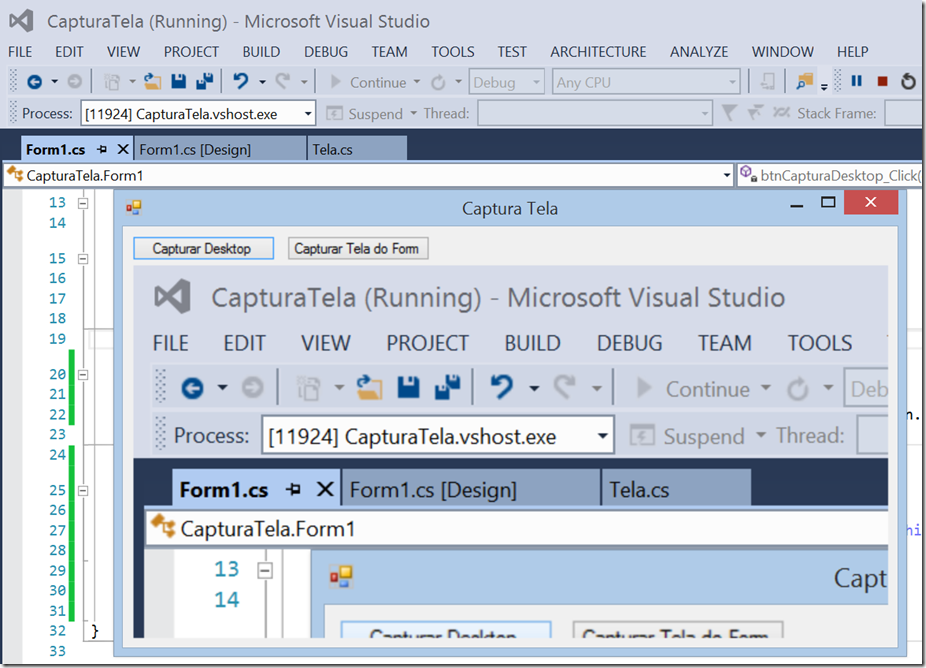 CapturaTela (Running) - Microsoft Visual Studio
FILE EDIT VIEW PROJECT BUILD DEBUG TEAM TOOLS TEST ARCHITECTURE ANALYZE WINDOW HELP
Continue Debug Any CPU
Process: [11924] CapturaTela.vshost.exe Suspend Thread: Stack Frame:
Form1.cs Form1.cs [Design] Tela.cs
CapturaTela.Form1 btnCapturaDesktop_Click(
13
Captura Tela
14
Capturar Desktop Capturar Tela do Form
15
16
17
CapturaTela (Running) - Microsoft Visual Studio
18
19
FILE EDIT VIEW PROJECT BUILD DEBUG TEAM TOOLS
20
21
Continue Deb
22
n.
23
Process: [11924] CapturaTela.vshost.exe Suspend Thread:
24
25
Form1.cs Form1.cs [Design] Tela.cs
26
27
CapturaTela.Form1
hi
28
29
13
30
Capt
14
31
32 }
Capturar Desktop Capturar Tela do Form
33